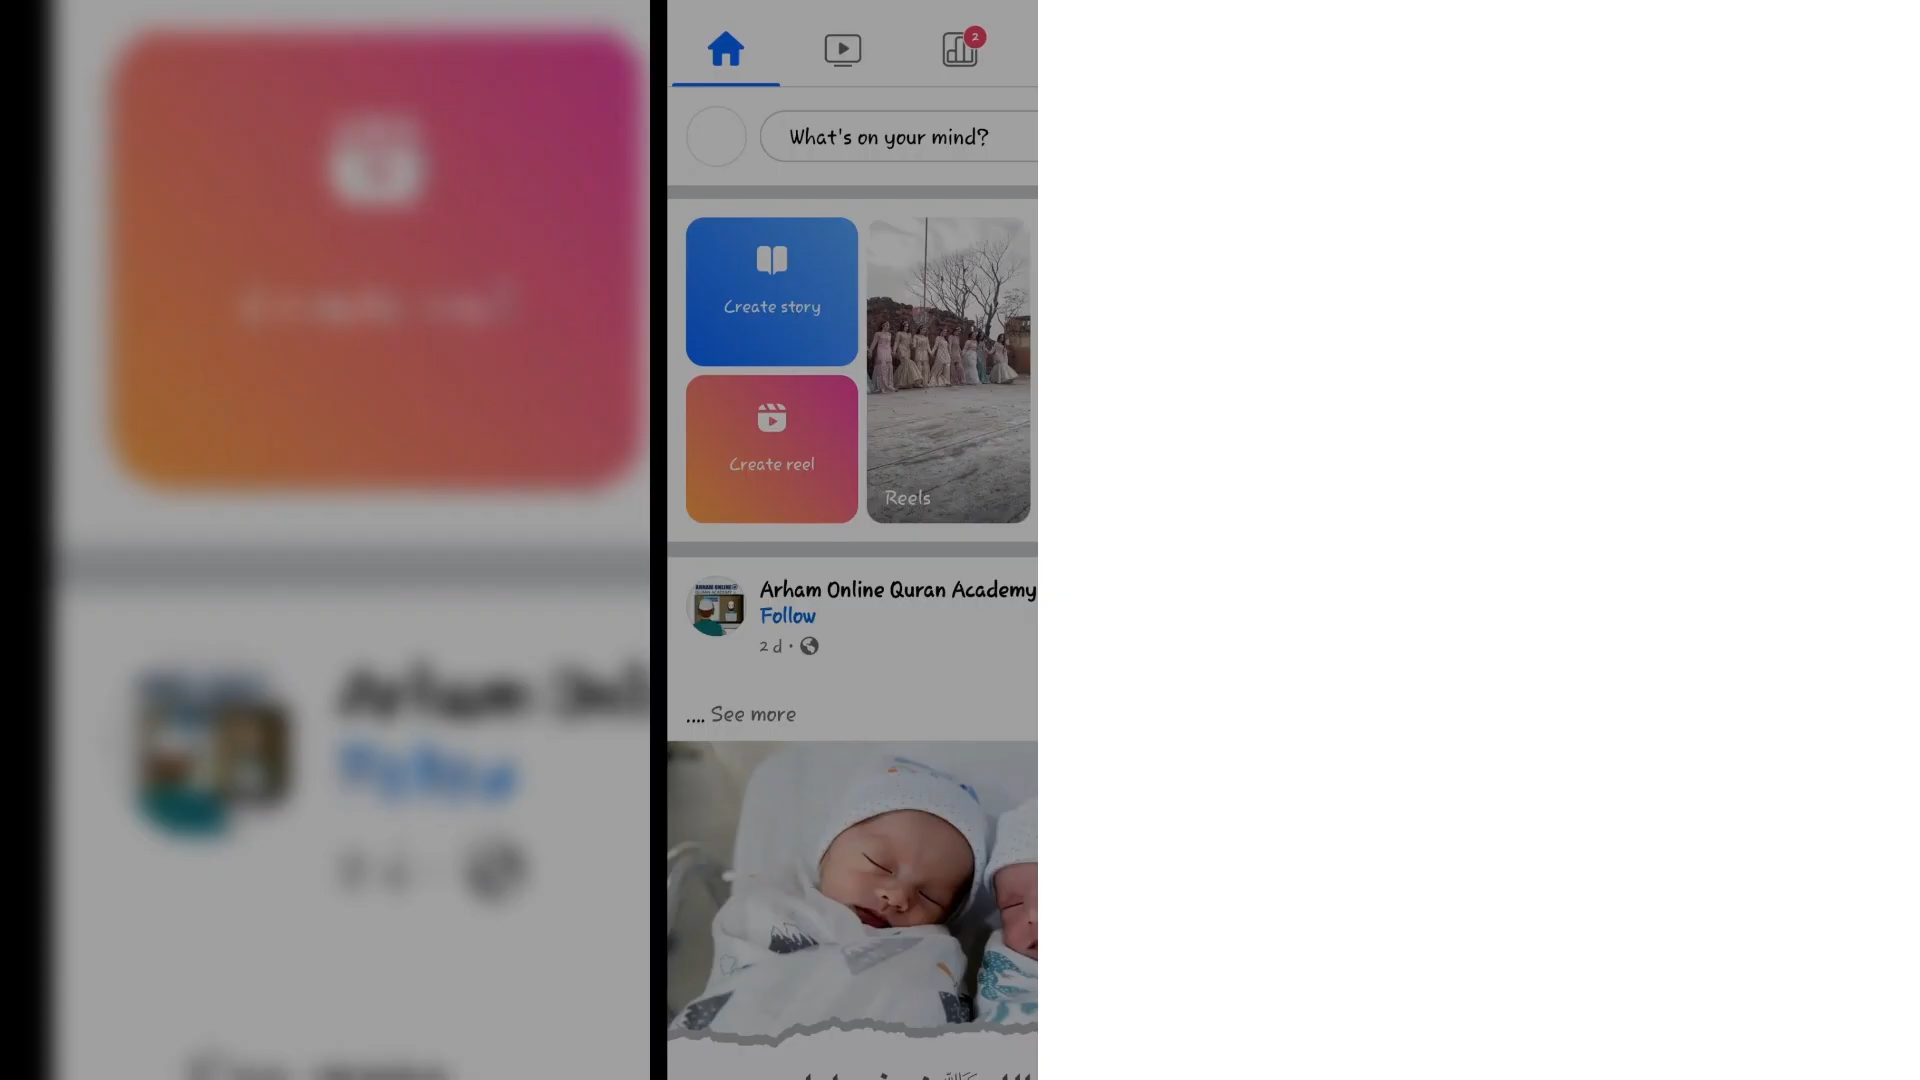 2
What's on your mind?
Create story
Create reel
Reels
Arham Online Quran Academy
Follow
2 d ·
.... See more